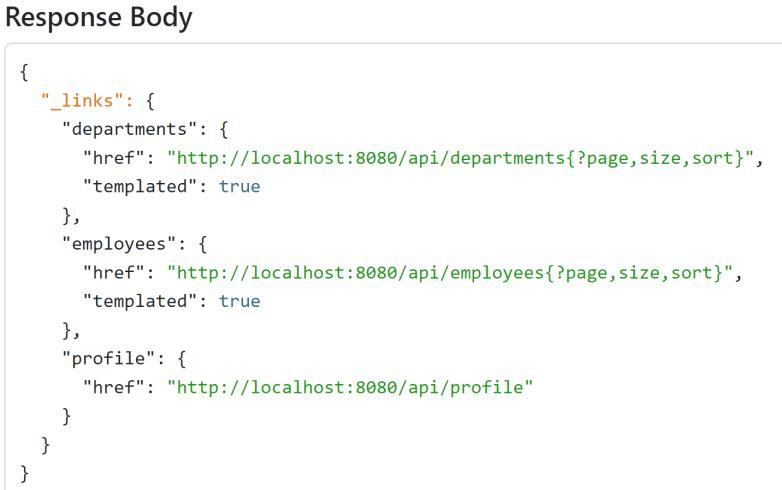 Response Body
{
  "_links": {
    "departments": {
      "href": "http://localhost:8080/api/departments{?page,size,sort}",
      "templated": true
    },
    "employees": {
      "href": "http://localhost:8080/api/employees{?page,size,sort}",
      "templated": true
    },
    "profile": {
      "href": "http://localhost:8080/api/profile"
    }
  }
}